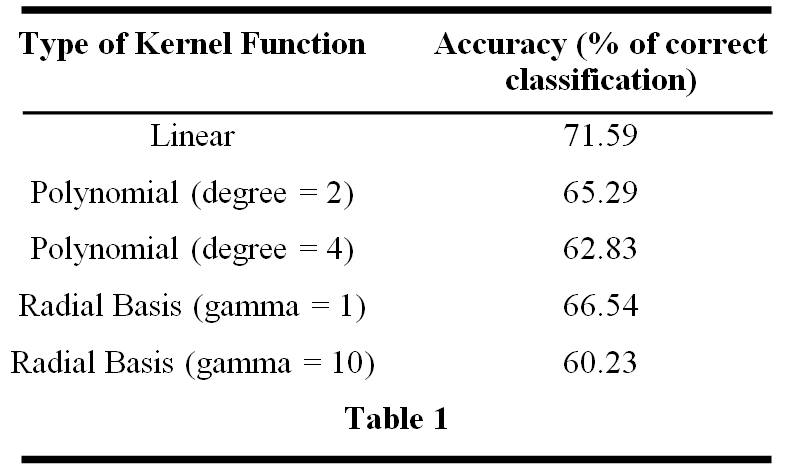 Type of Kernel Function Accuracy (% of correct
classification)
Linear 71.59
Polynomial (degree = 2) 65.29
Polynomial (degree = 4) 62.83
Radial Basis (gamma = 1) 66.54
Radial Basis (gamma = 10) 60.23
Table 1